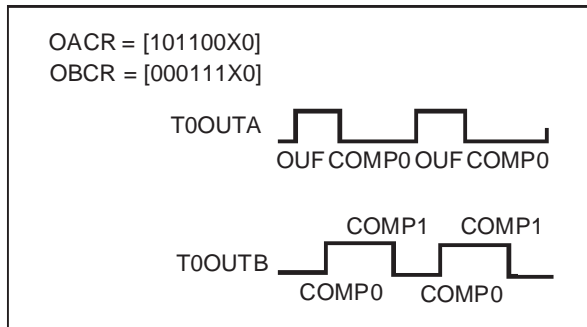 OACR = [101100X0]
OBCR = [000111X0]
T0OUTA
OUF COMP0 OUF COMP0
COMP1 COMP1
T0OUTB
COMP0 COMP0